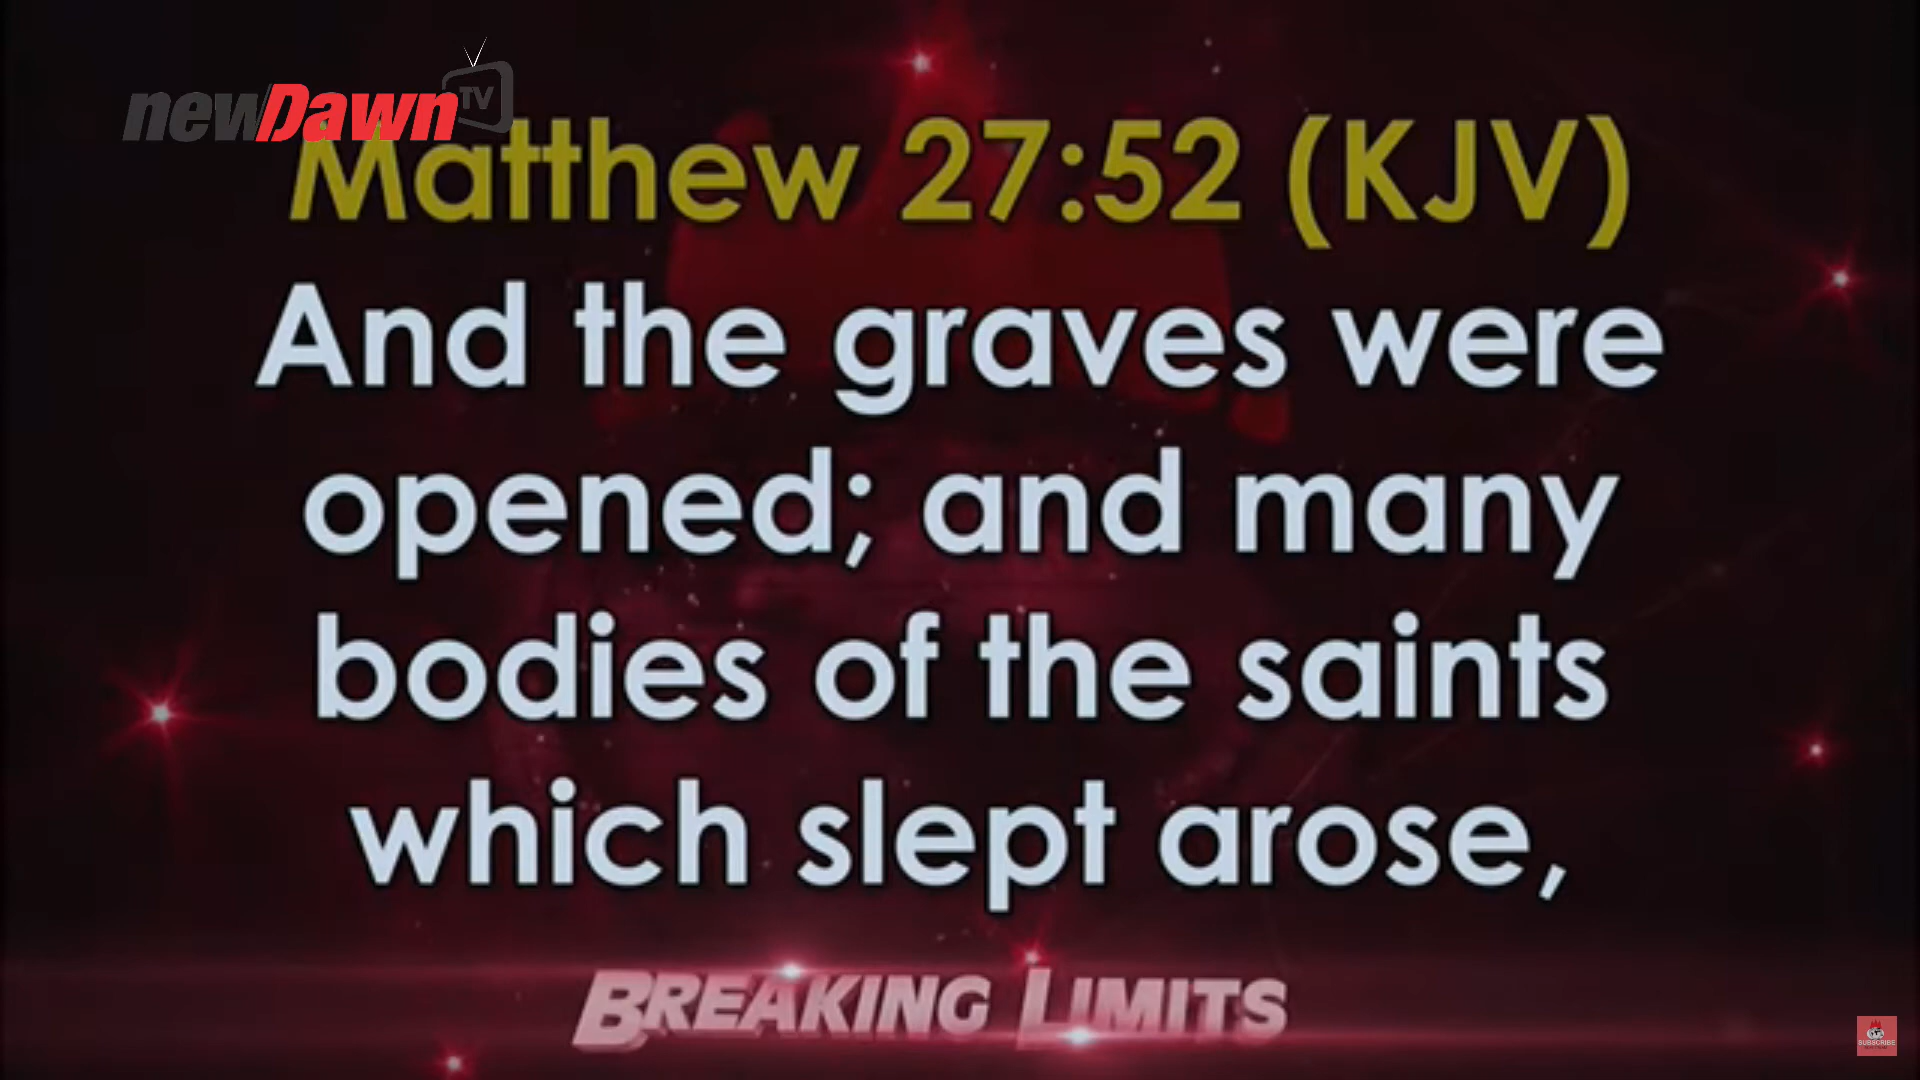 newDawn TV
Matthew 27:52 (KJV)
And the graves were
opened; and many
bodies of the saints
which slept arose,
BREAKING LIMITS
SUBSCRIBE